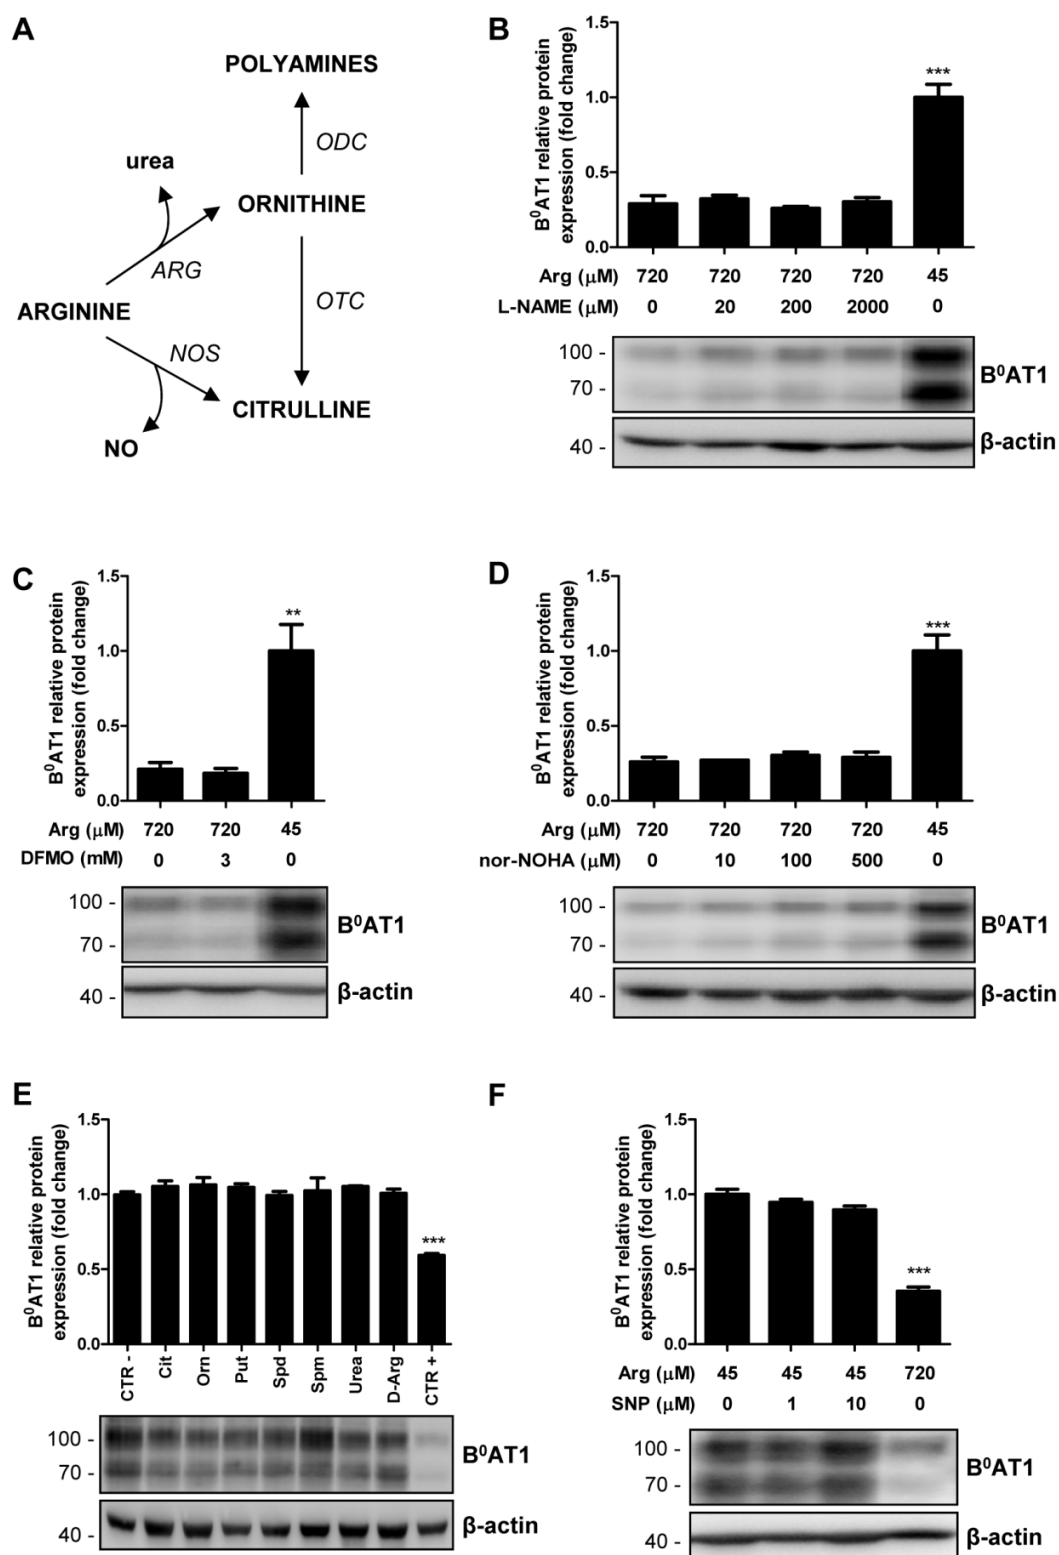 A
POLYAMINES
ODC
urea
ORNITHINE
ARG
ARGININE
OTC
NOS
CITRULLINE
NO
B
B⁰AT1 relative protein
expression (fold change)
1.5
1.0
0.5
0.0
***
Arg (μM) 720 720 720 720 45
L-NAME (μM) 0 20 200 2000 0
100 -
70 -
B⁰AT1
40 -
β-actin
C
B⁰AT1 relative protein
expression (fold change)
1.5
1.0
0.5
0.0
**
Arg (μM) 720 720 45
DFMO (mM) 0 3 0
100 -
70 -
B⁰AT1
40 -
β-actin
D
B⁰AT1 relative protein
expression (fold change)
1.5
1.0
0.5
0.0
***
Arg (μM) 720 720 720 720 45
nor-NOHA (μM) 0 10 100 500 0
100 -
70 -
B⁰AT1
40 -
β-actin
E
B⁰AT1 relative protein
expression (fold change)
1.5
1.0
0.5
0.0
***
CTR - Cit Orn Put Spd Spm Urea D-Arg CTR +
100 -
70 -
B⁰AT1
40 -
β-actin
F
B⁰AT1 relative protein
expression (fold change)
1.5
1.0
0.5
0.0
***
Arg (μM) 45 45 45 720
SNP (μM) 0 1 10 0
100 -
70 -
B⁰AT1
40 -
β-actin